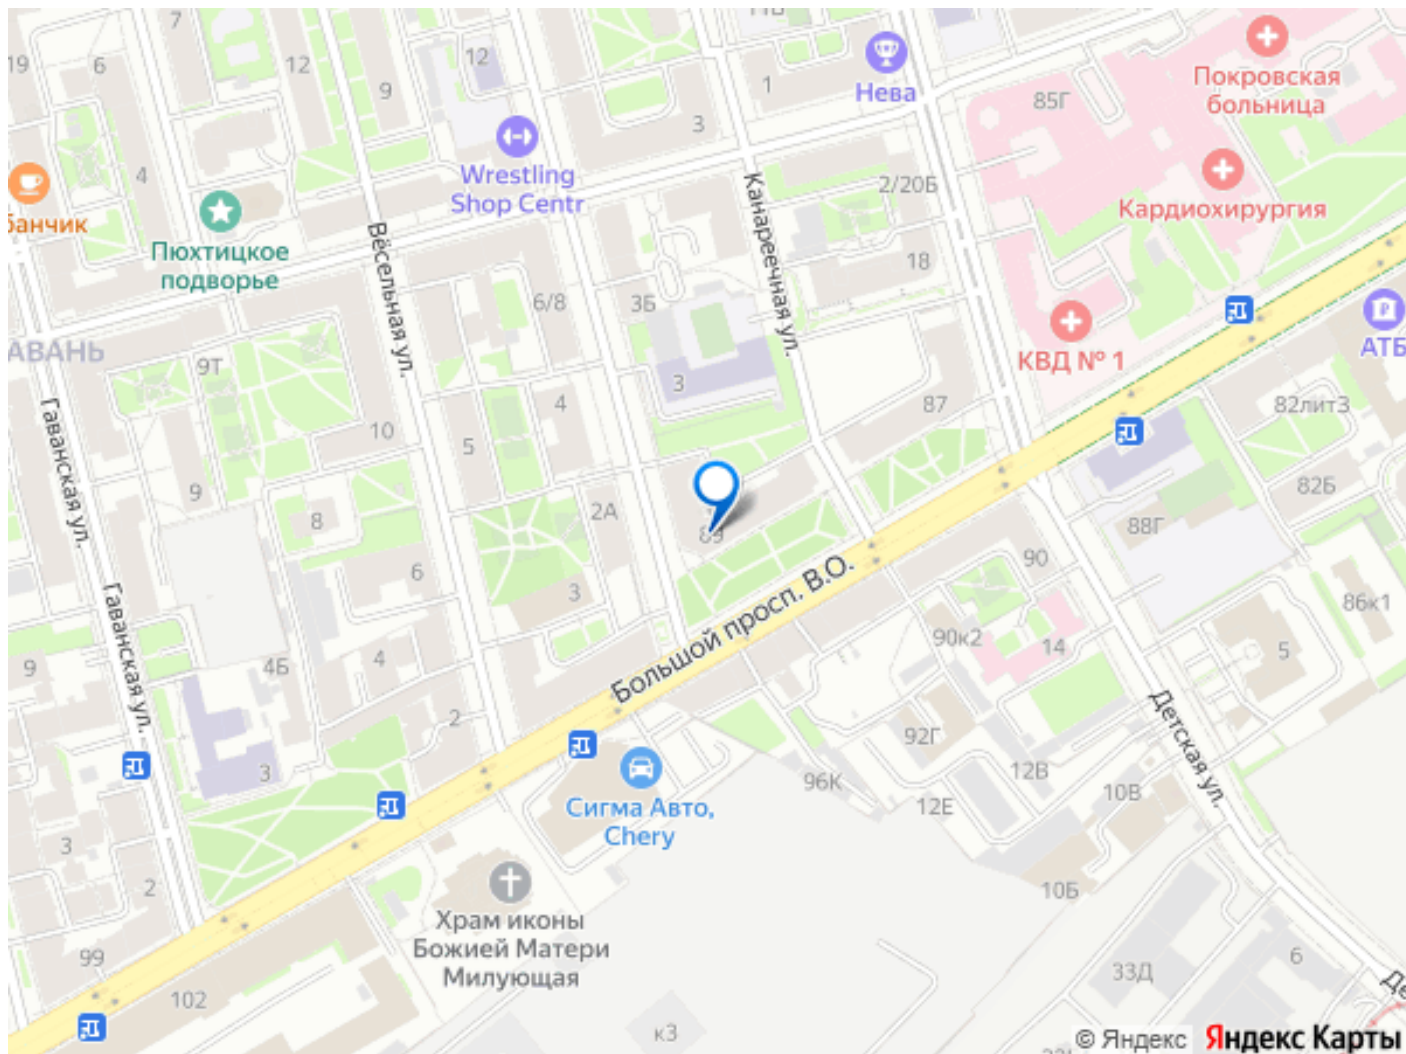 7
12
12
19
6
9
1
Нева
Покровская
больница
85Г
3
4
Wrestling
Shop Centr
2/20Б
Кардиохирургия
банчик
Пюхтицкое
подворье
Вёсельная ул.
Канареечная ул.
18
6/8
3Б
КВД № 1
АТБ
АВАНЬ
9Т
3
4
87
82лит3
Гаванская ул.
10
5
9
8
2А
89
82Б
88Г
90
6
3
Большой просп. В.О.
86к1
Гаванская ул.
90к2
14
5
9
4Б
4
2
92Г
Детская ул.
3
96К
12В
10В
12Е
Сигма Авто,
Chery
3
2
10Б
Храм иконы
Божией Матери
Милующая
99
102
33Д
6
к3
© Яндекс
Яндекс Карты